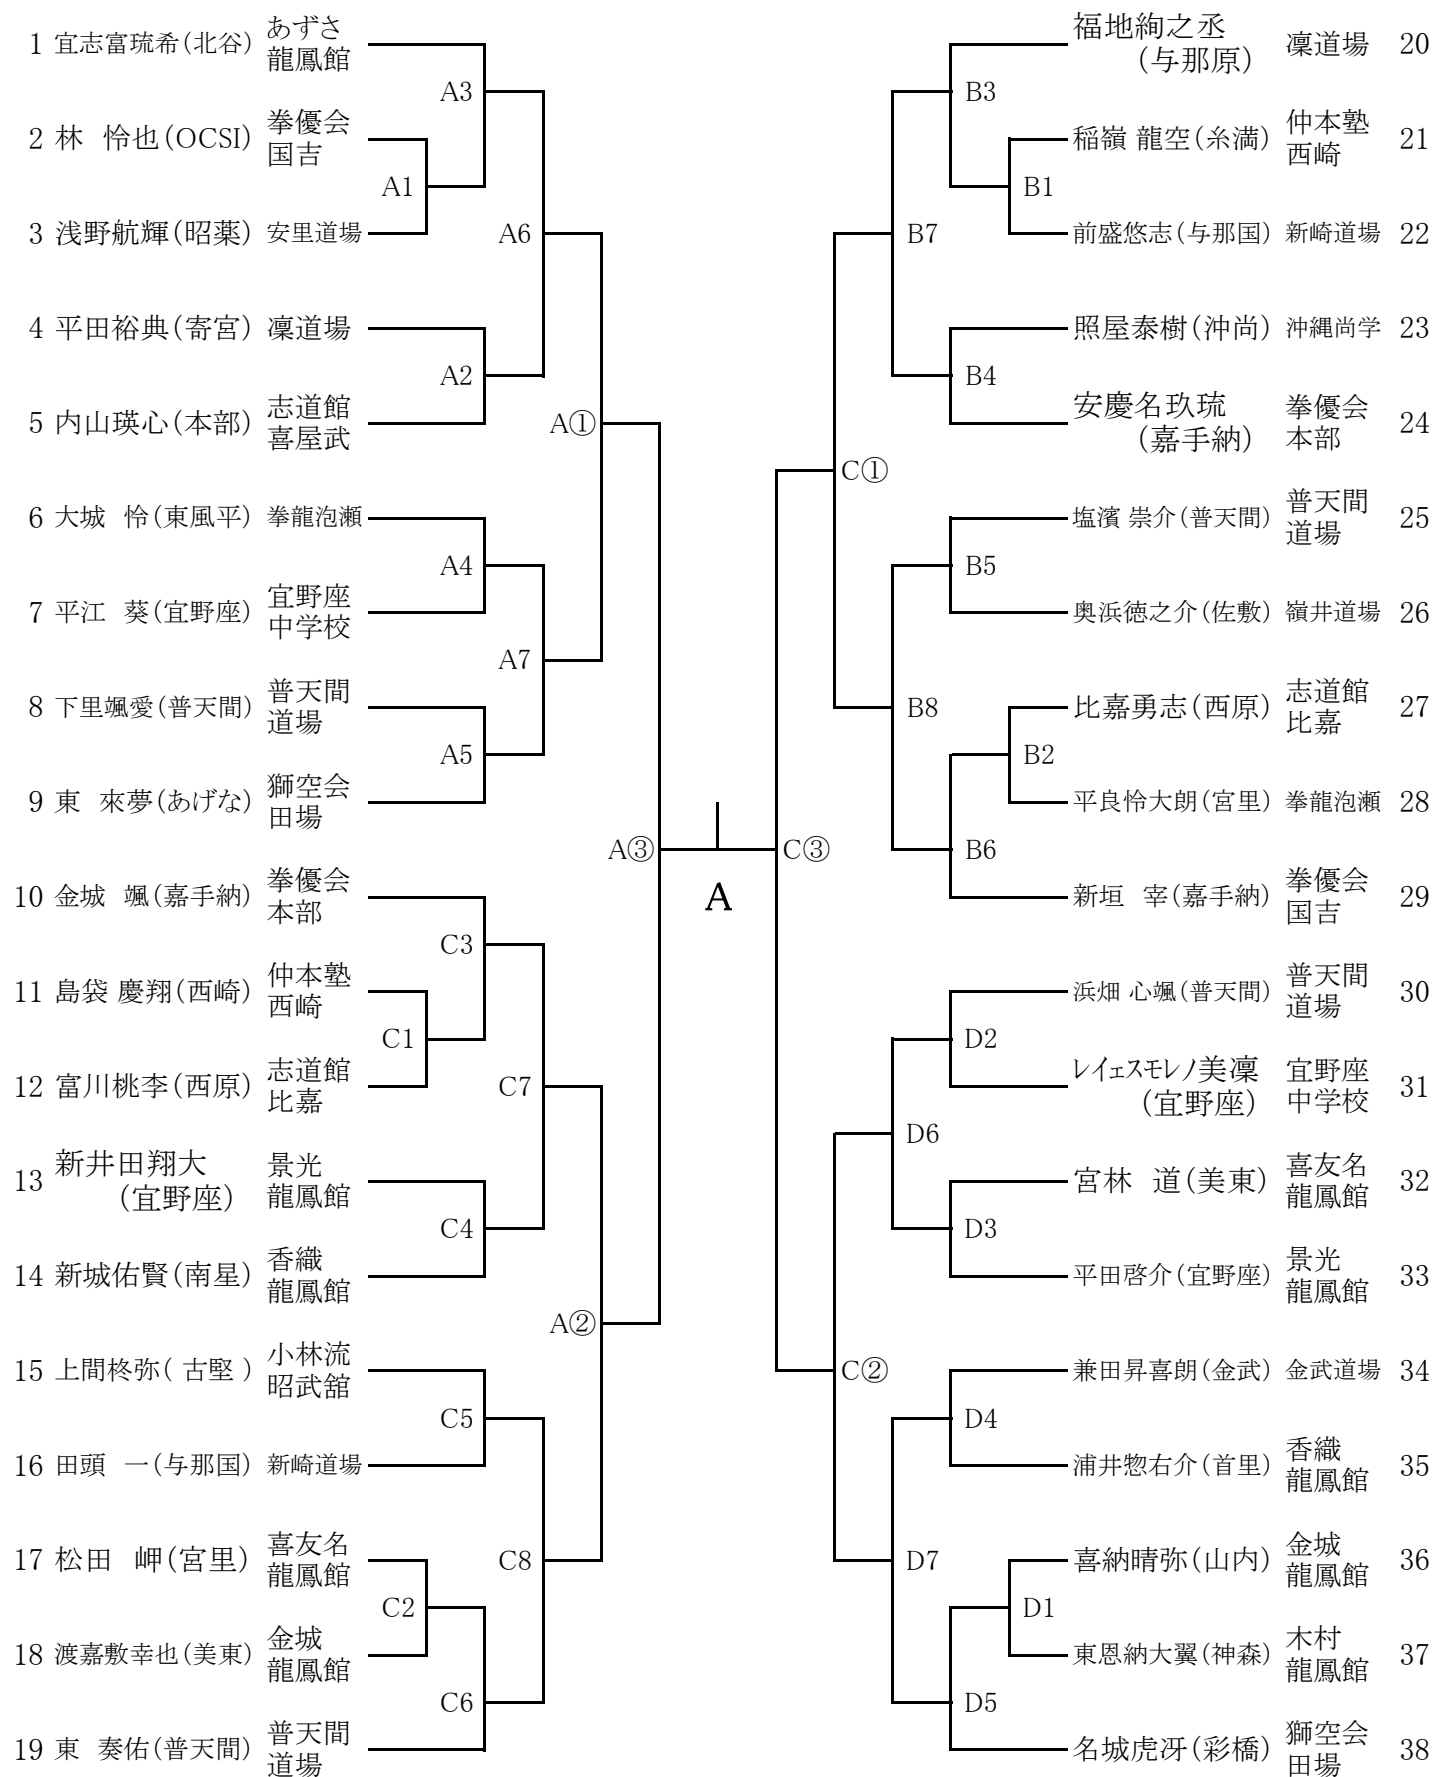 1 宜志富琉希(北谷) あずさ
龍鳳館
A3
2 林 怜也(OCSI) 拳優会
国吉
A1
3 浅野航輝(昭薬) 安里道場
A6
4 平田裕典(寄宮) 凜道場
A2
5 内山瑛心(本部) 志道館
喜屋武
A①
6 大城 怜(東風平) 拳龍泡瀬
A4
7 平江 葵(宜野座) 宜野座
中学校
A7
8 下里颯愛(普天間) 普天間
道場
A5
9 東 來夢(あげな) 獅空会
田場
A③
10 金城 颯(嘉手納) 拳優会
本部
C3
11 島袋 慶翔(西崎) 仲本塾
西崎
C1
12 富川桃李(西原) 志道館
比嘉
C7
13 新井田翔大
(宜野座)
景光
龍鳳館
C4
14 新城佑賢(南星) 香織
龍鳳館
A②
15 上間柊弥( 古堅 ) 小林流
昭武舘
C5
16 田頭 一(与那国) 新崎道場
17 松田 岬(宮里) 喜友名
龍鳳館
C8
C2
18 渡嘉敷幸也(美東) 金城
龍鳳館
C6
19 東 奏佑(普天間) 普天間
道場
A
福地絢之丞
(与那原)
凜道場 20
B3
稲嶺 龍空(糸満) 仲本塾
西崎
21
B1
前盛悠志(与那国) 新崎道場 22
B7
照屋泰樹(沖尚) 沖縄尚学 23
B4
安慶名玖琉
(嘉手納)
拳優会
本部
24
C①
塩濱 崇介(普天間) 普天間
道場
25
B5
奥浜徳之介(佐敷) 嶺井道場 26
B8
比嘉勇志(西原) 志道館
比嘉
27
B2
平良怜大朗(宮里) 拳龍泡瀬 28
C③
B6
新垣 宰(嘉手納) 拳優会
国吉
29
浜畑 心颯(普天間) 普天間
道場
30
D2
レイェスモレノ美凜
(宜野座)
宜野座
中学校
31
D6
宮林 道(美東) 喜友名
龍鳳館
32
D3
平田啓介(宜野座) 景光
龍鳳館
33
C②
兼田昇喜朗(金武) 金武道場 34
D4
浦井惣右介(首里) 香織
龍鳳館
35
D7
喜納晴弥(山内) 金城
龍鳳館
36
D1
東恩納大翼(神森) 木村
龍鳳館
37
D5
名城虎冴(彩橋) 獅空会
田場
38